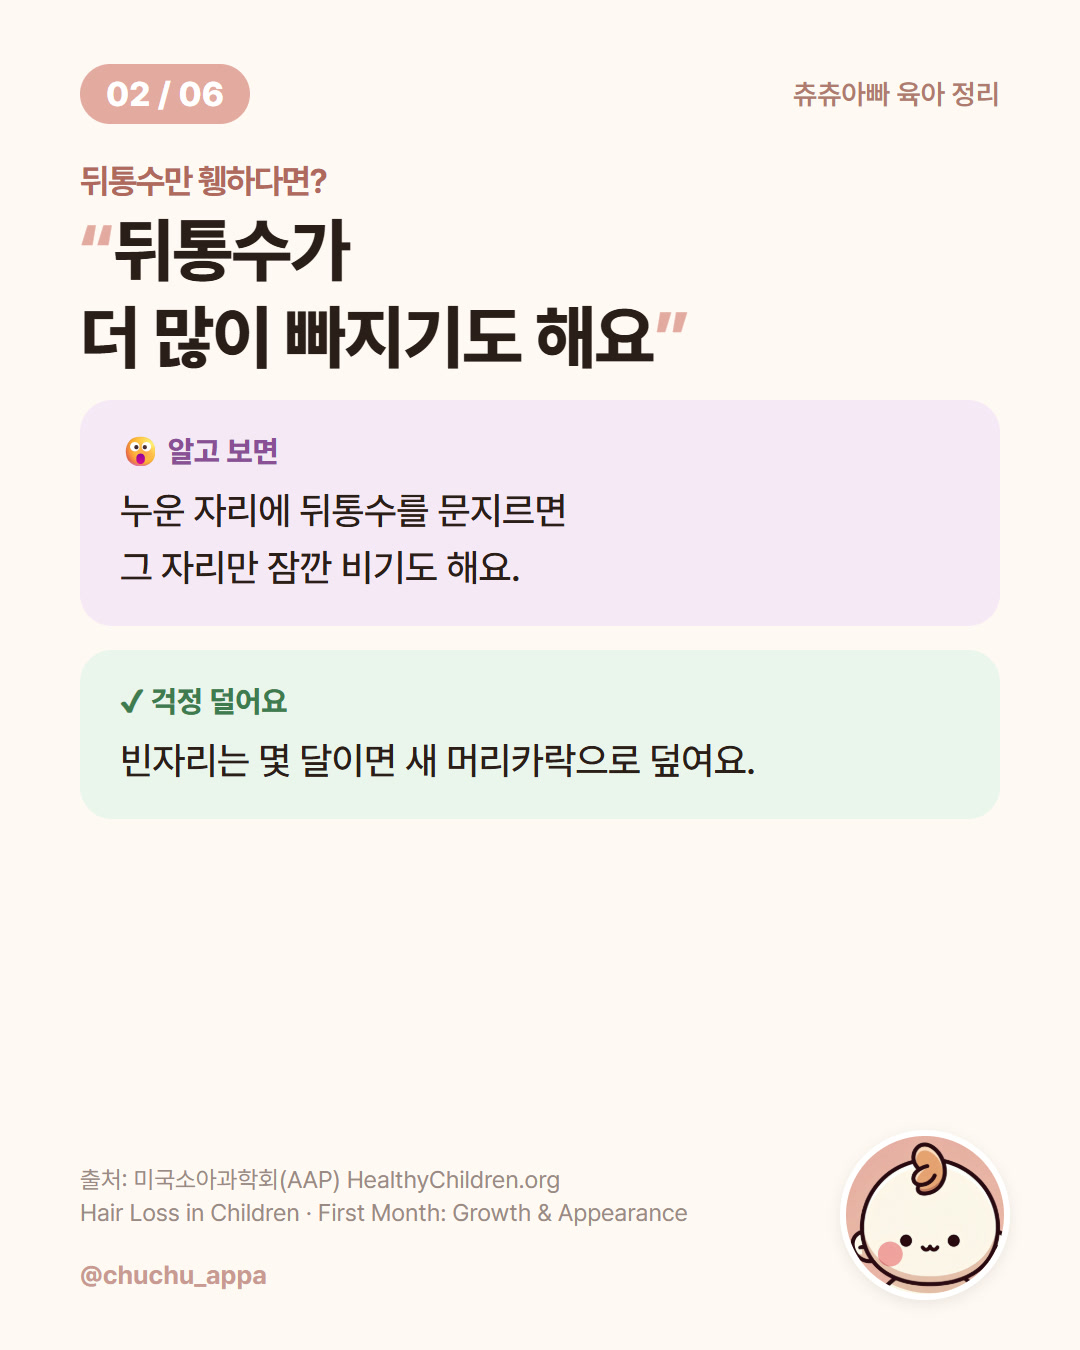 02 / 06
츄츄아빠 육아 정리
뒤통수만 휑하다면?
“뒤통수가
더 많이 빠지기도 해요”
😲 알고 보면
누운 자리에 뒤통수를 문지르면
그 자리만 잠깐 비기도 해요.
✓ 걱정 덜어요
빈자리는 몇 달이면 새 머리카락으로 덮여요.
출처: 미국소아과학회(AAP) HealthyChildren.org
Hair Loss in Children · First Month: Growth & Appearance
@chuchu_appa